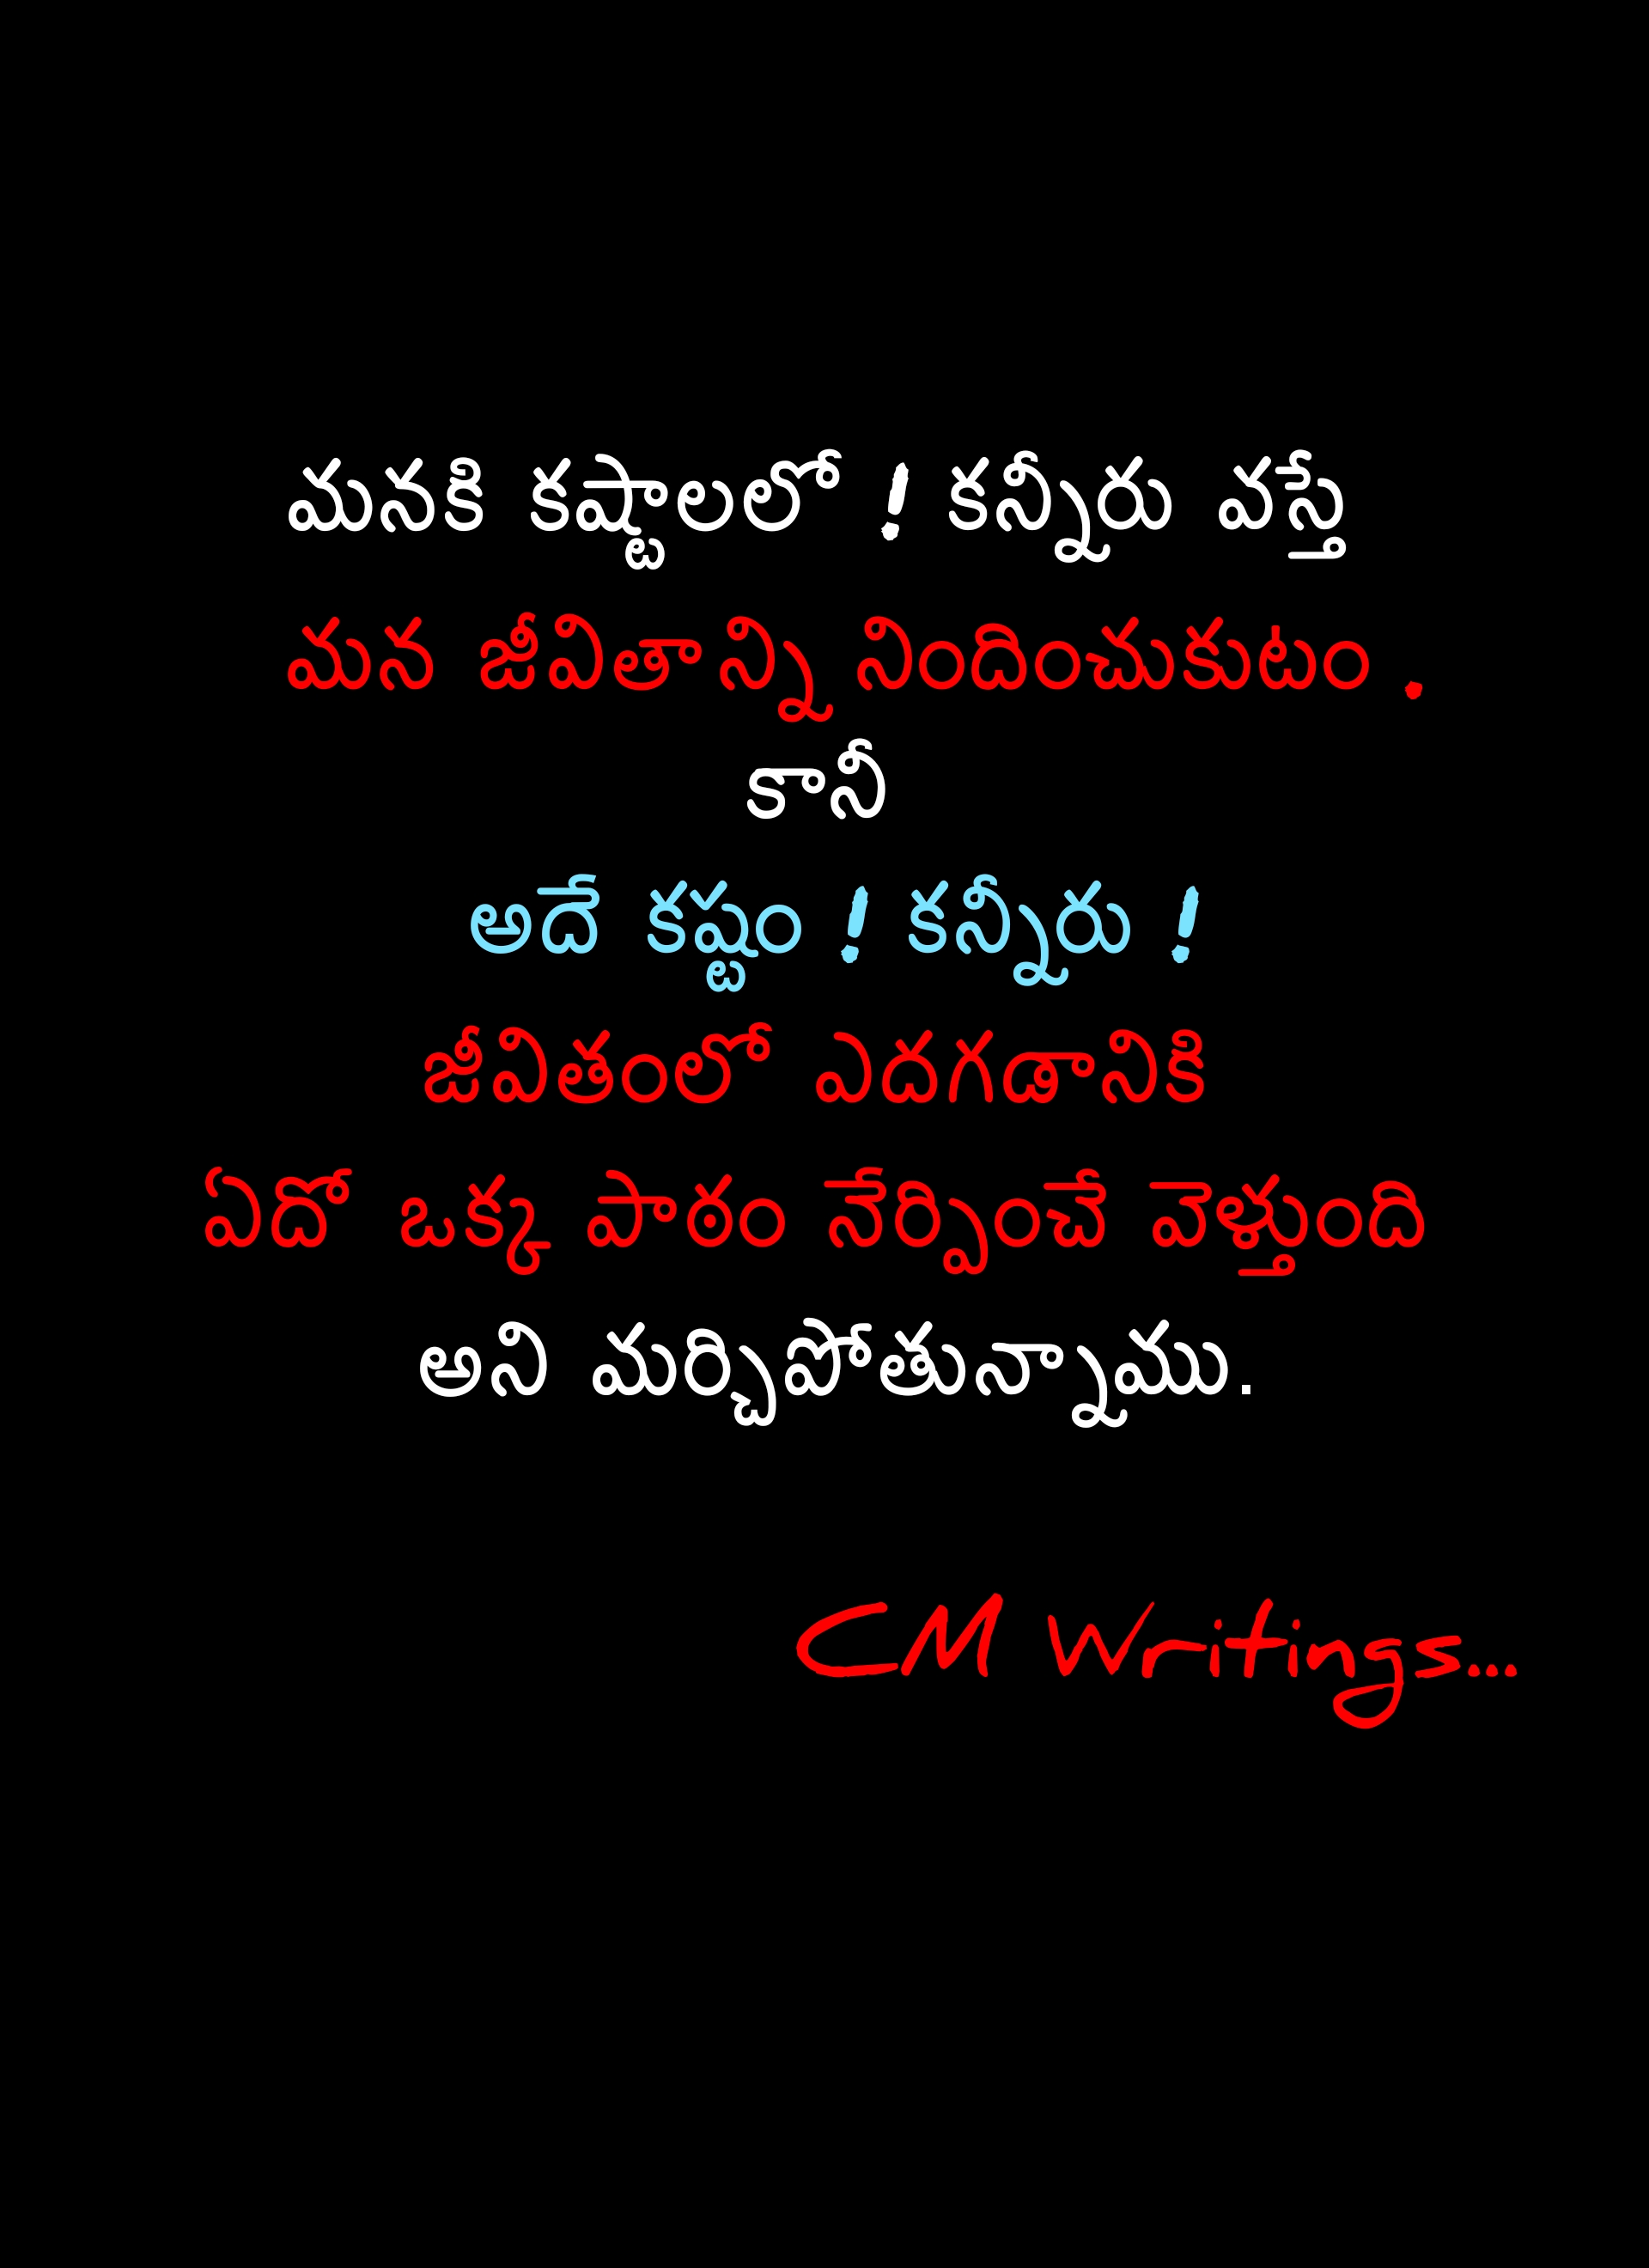 మనకి కష్టాలలో ! కన్నీరు వస్తే
మన జీవితాన్ని నిందించుకుటం .
కానీ
అదే కష్టం ! కన్నీరు !
జీవితంలో ఎదగడానికి
ఏదో ఒక్క పాఠం నేర్పించే వెళ్తుంది
అని మర్చిపోతున్నాము.
CM Writings...